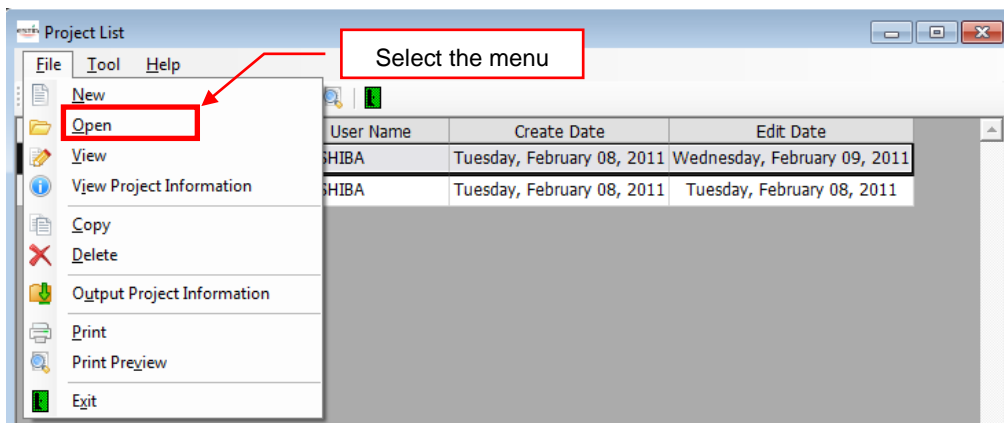 Project List
Select the menu
File Tool Help
New
Open
User Name Create Date Edit Date
View
SHIBA Tuesday, February 08, 2011 Wednesday, February 09, 2011
View Project Information
SHIBA Tuesday, February 08, 2011 Tuesday, February 08, 2011
Copy
Delete
Output Project Information
Print
Print Preview
Exit